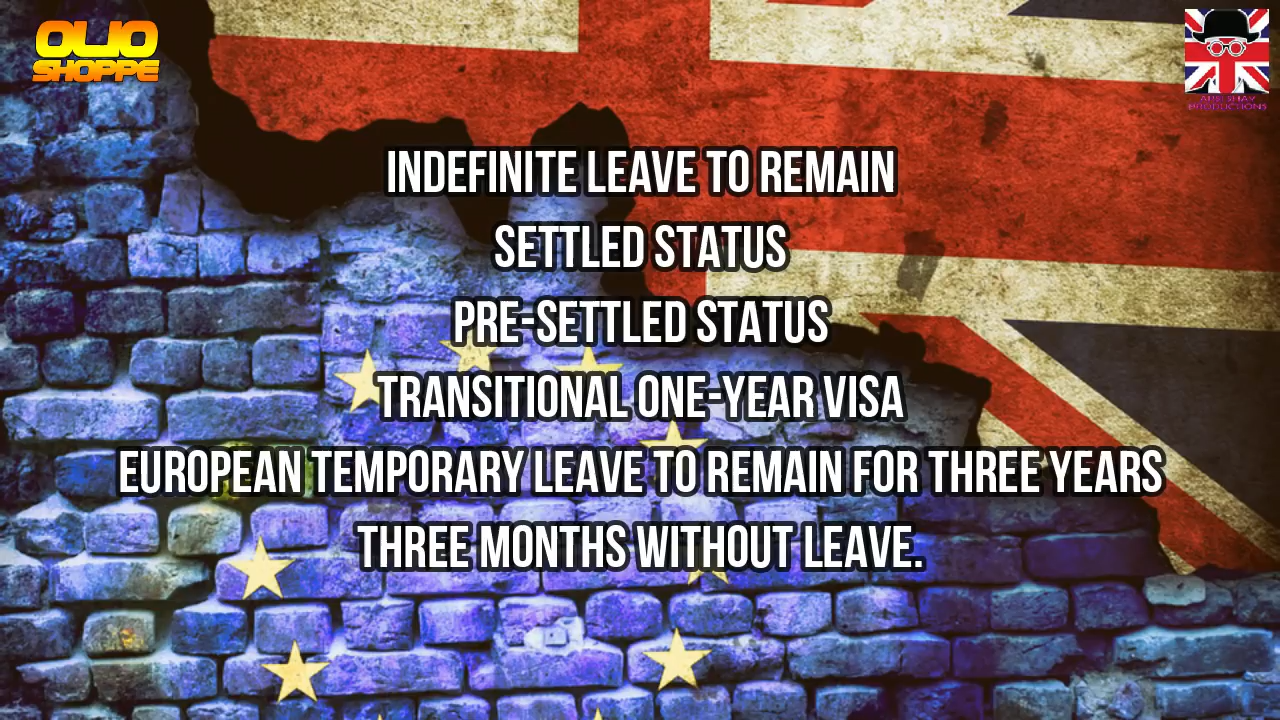 OLIO
SHOPPE
INDEFINITE LEAVE TO REMAIN
SETTLED STATUS
PRE-SETTLED STATUS
TRANSITIONAL ONE-YEAR VISA
EUROPEAN TEMPORARY LEAVE TO REMAIN FOR THREE YEARS
THREE MONTHS WITHOUT LEAVE.